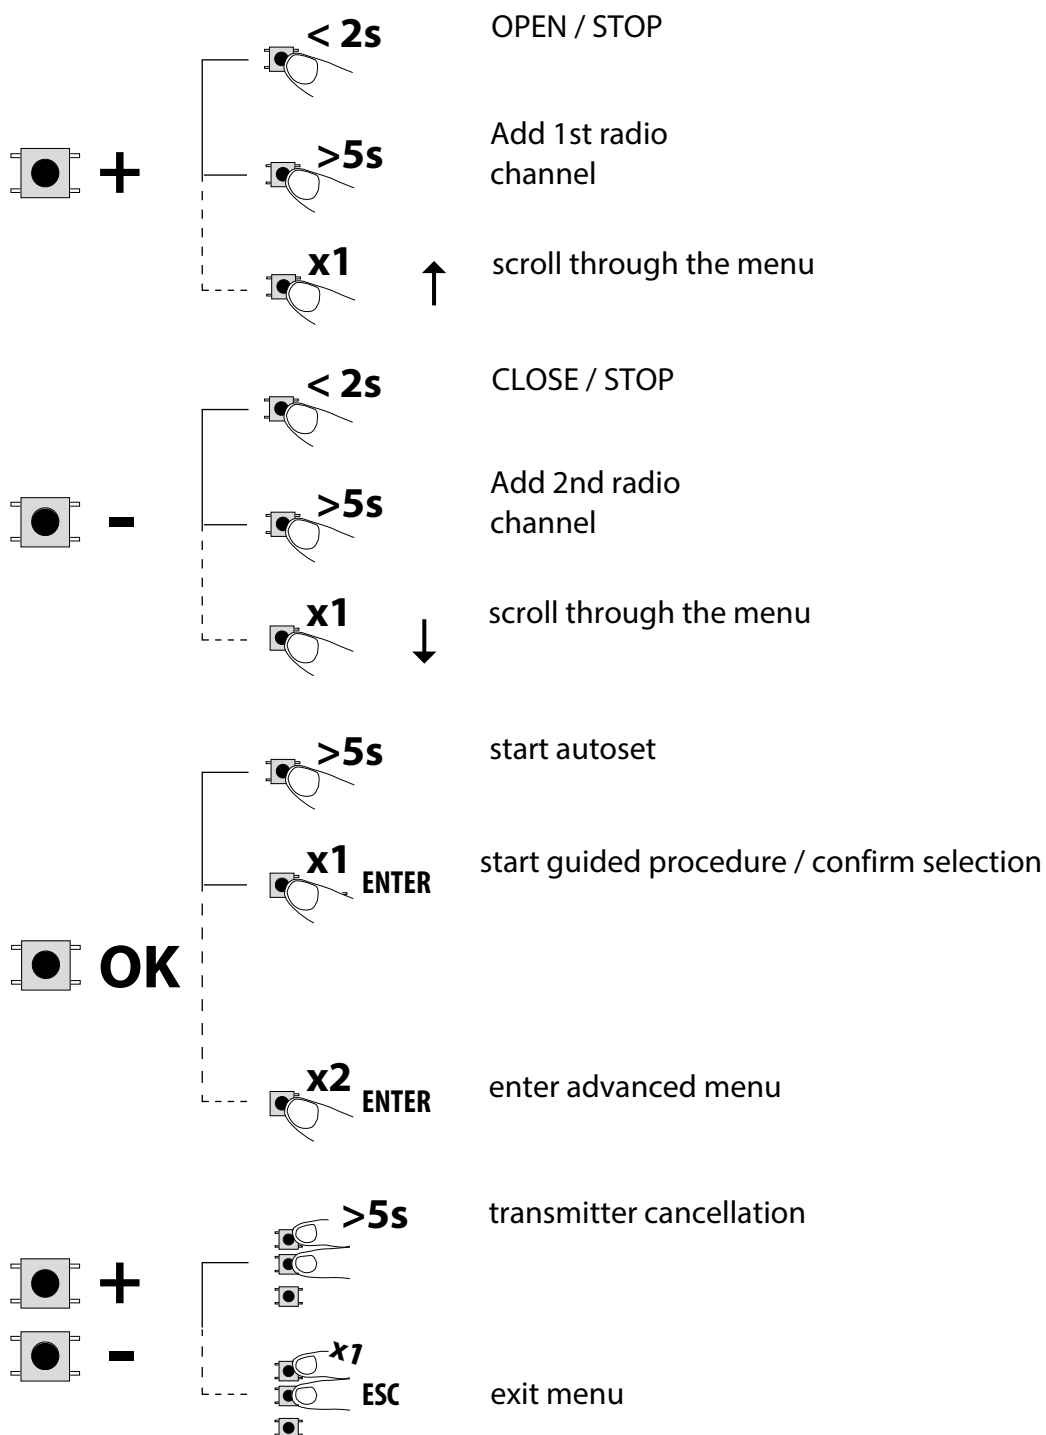 < 2s OPEN / STOP
>5s Add 1st radio
channel
+
x1 ↑ scroll through the menu
< 2s CLOSE / STOP
>5s Add 2nd radio
channel
-
x1 ↓ scroll through the menu
>5s start autoset
x1 ENTER start guided procedure / confirm selection
OK
x2 ENTER enter advanced menu
>5s transmitter cancellation
+
-
x1 ESC exit menu